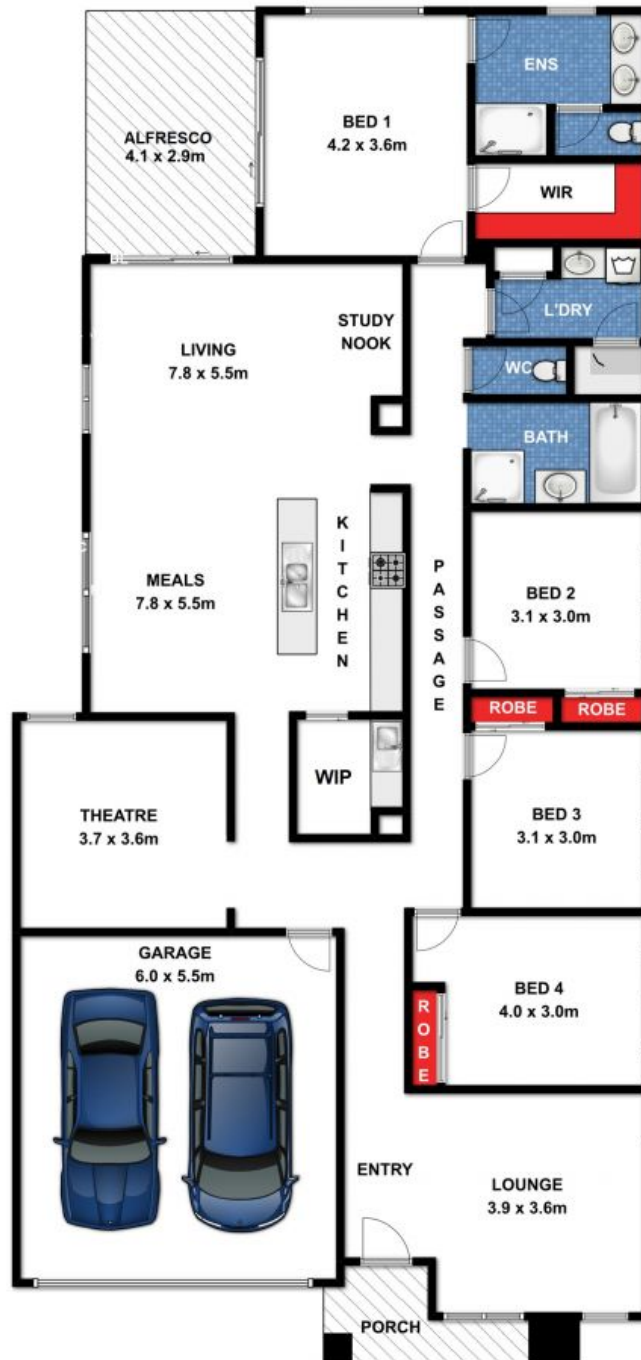 ENS
BED 1
4.2 x 3.6m
ALFRESCO
4.1 x 2.9m
WIR
L'DRY
STUDY
NOOK
LIVING
7.8 x 5.5m
WC
BATH
KITCHEN
PASSAGE
MEALS
7.8 x 5.5m
BED 2
3.1 x 3.0m
ROBE
ROBE
WIP
THEATRE
3.7 x 3.6m
BED 3
3.1 x 3.0m
GARAGE
6.0 x 5.5m
BED 4
4.0 x 3.0m
ROBE
ENTRY
LOUNGE
3.9 x 3.6m
PORCH